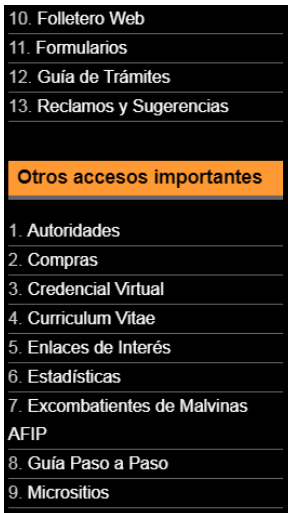 10. Folletero Web
11. Formularios
12. Guía de Trámites
13. Reclamos y Sugerencias
Otros accesos importantes
1. Autoridades
2. Compras
3. Credencial Virtual
4. Curriculum Vitae
5. Enlaces de Interés
6. Estadísticas
7. Excombatientes de Malvinas
AFIP
8. Guía Paso a Paso
9. Micrositios